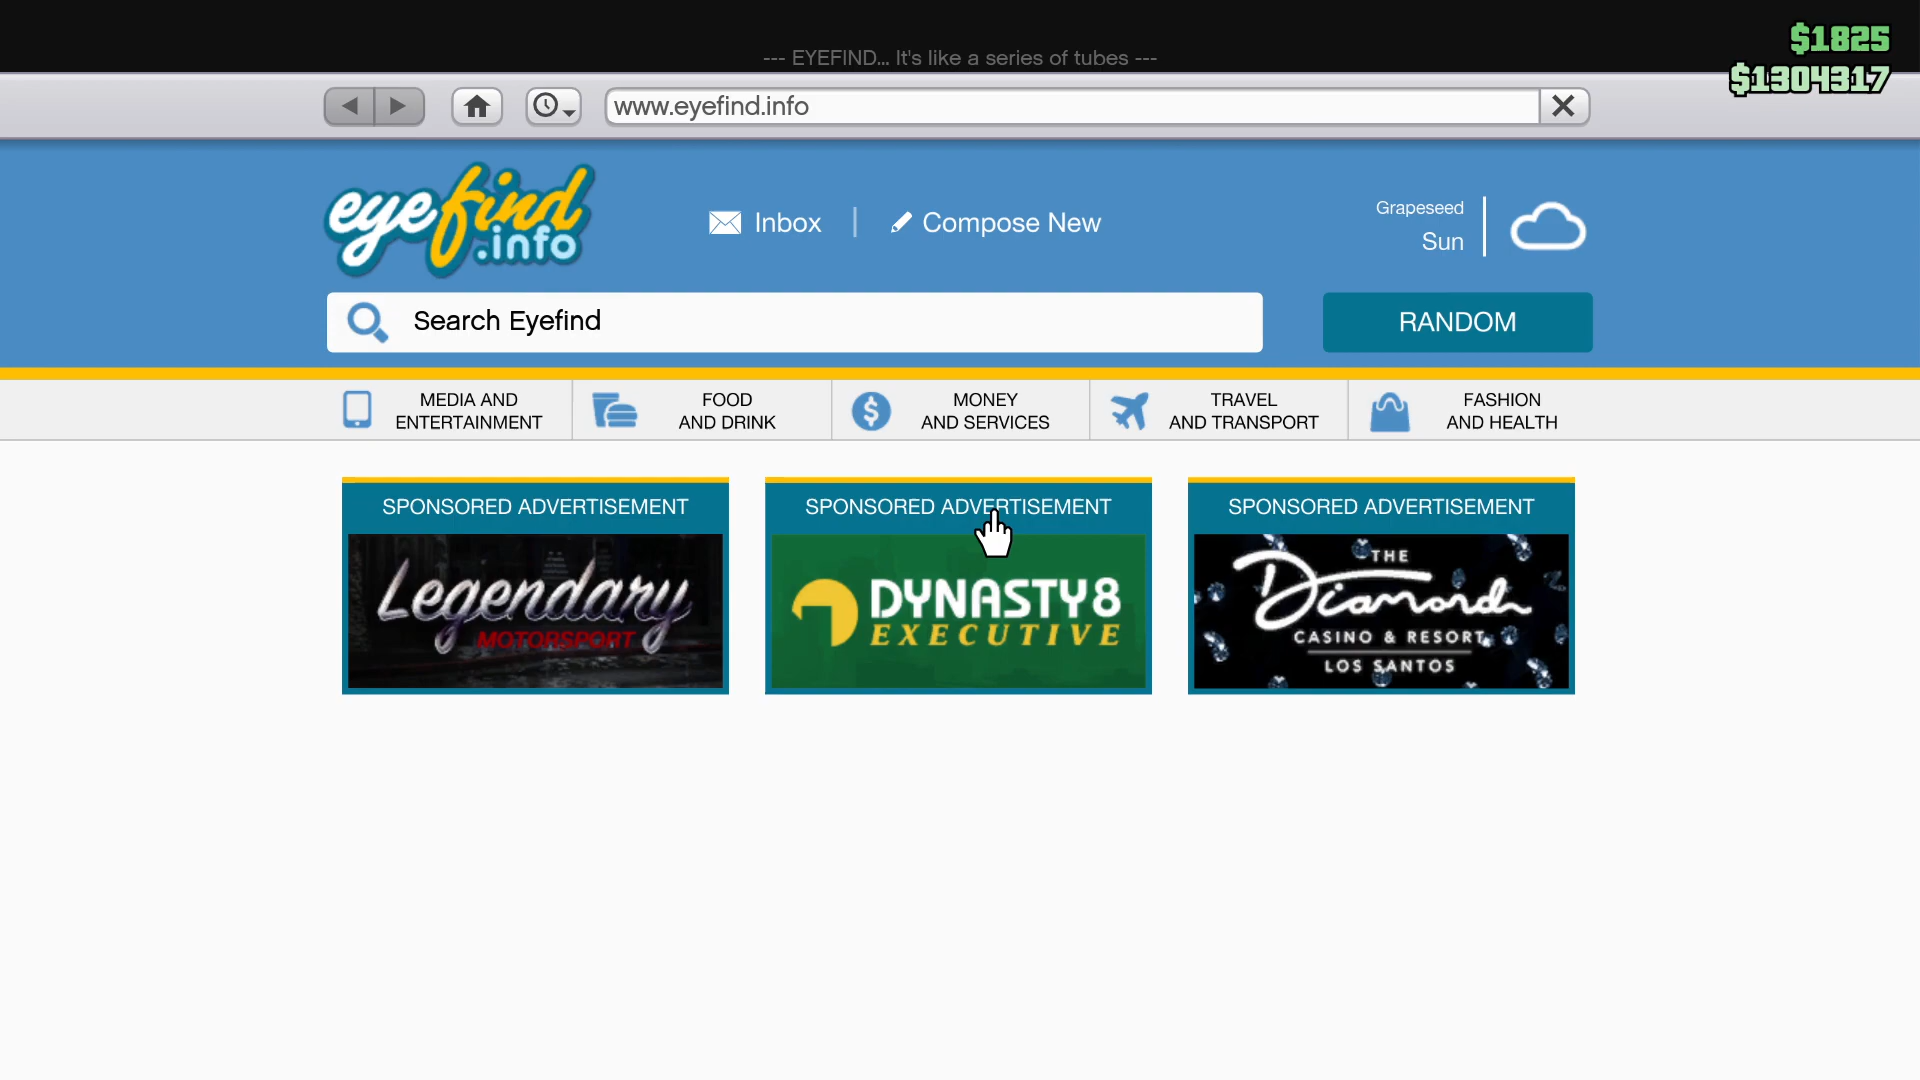 $1825
--- EYEFIND... It's like a series of tubes ---
$1304317
www.eyefind.info
eyefind
.info
Inbox
Compose New
Grapeseed
Sun
Search Eyefind
RANDOM
MEDIA AND
ENTERTAINMENT
FOOD
AND DRINK
MONEY
AND SERVICES
TRAVEL
AND TRANSPORT
FASHION
AND HEALTH
SPONSORED ADVERTISEMENT
Legendary
MOTORSPORT
SPONSORED ADVERTISEMENT
DYNASTY8
EXECUTIVE
SPONSORED ADVERTISEMENT
THE
Diamond
CASINO & RESORT
LOS SANTOS